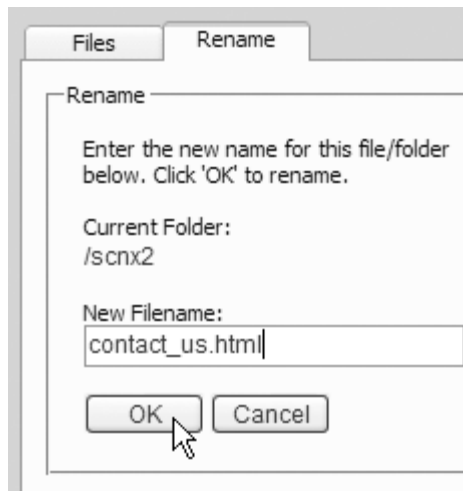 Files Rename
Rename
Enter the new name for this file/folder
below. Click 'OK' to rename.
Current Folder:
/scnx2
New Filename:
contact_us.html
OK Cancel